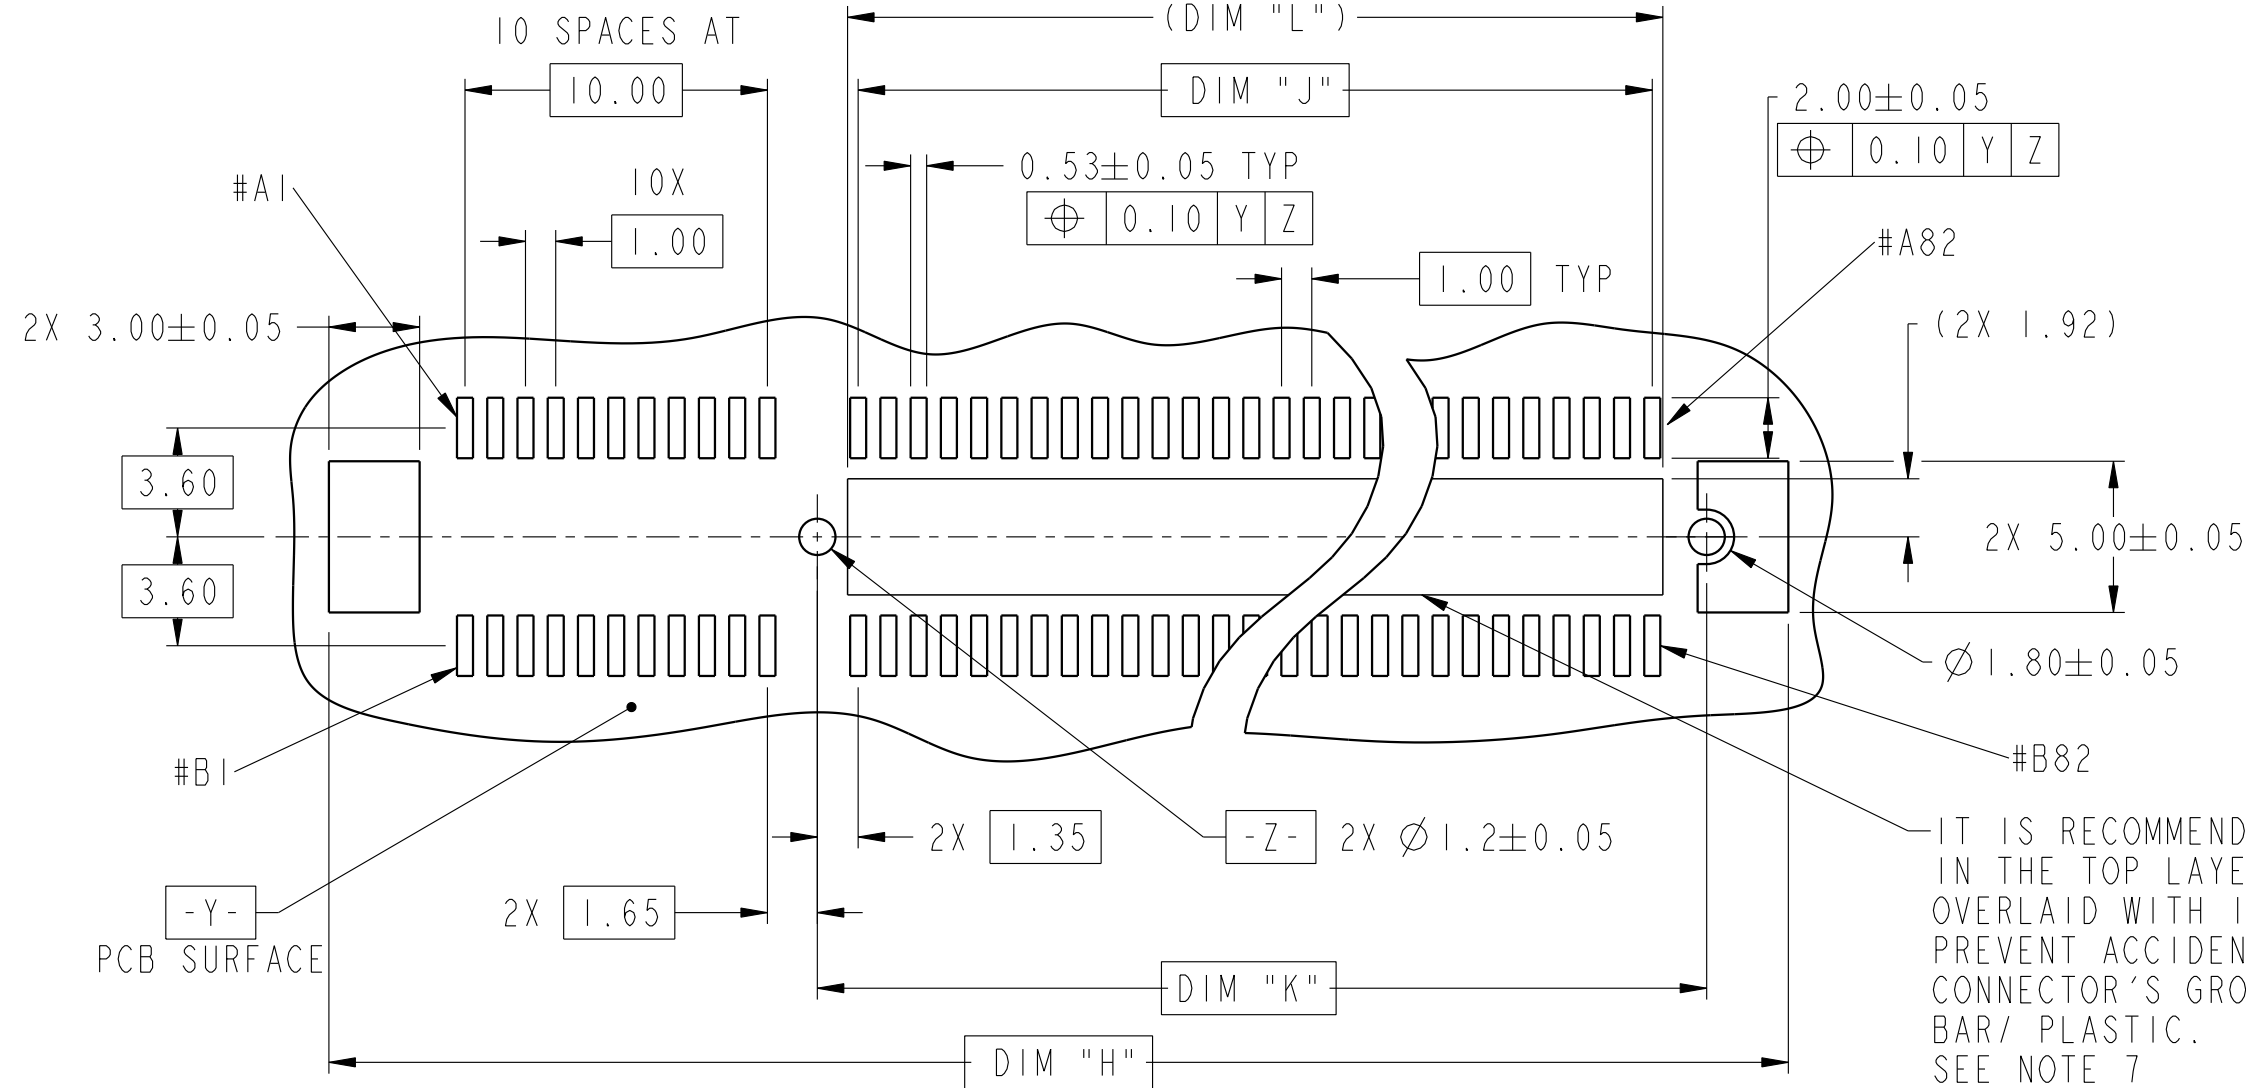 10 SPACES AT
10.00
(DIM "L")
DIM "J"
2.00±0.05
⌖ 0.10 Y Z
0.53±0.05 TYP
⌖ 0.10 Y Z
#A1
10X
1.00
#A82
1.00 TYP
2X 3.00±0.05
(2X 1.92)
3.60
2X 5.00±0.05
3.60
Ø1.80±0.05
#B1
#B82
2X 1.35
-Z- 2X Ø1.2±0.05
-Y-
PCB SURFACE
2X 1.65
DIM "K"
DIM "H"
IT IS RECOMMEND
IN THE TOP LAYE
OVERLAID WITH I
PREVENT ACCIDEN
CONNECTOR'S GRO
BAR/ PLASTIC.
SEE NOTE 7